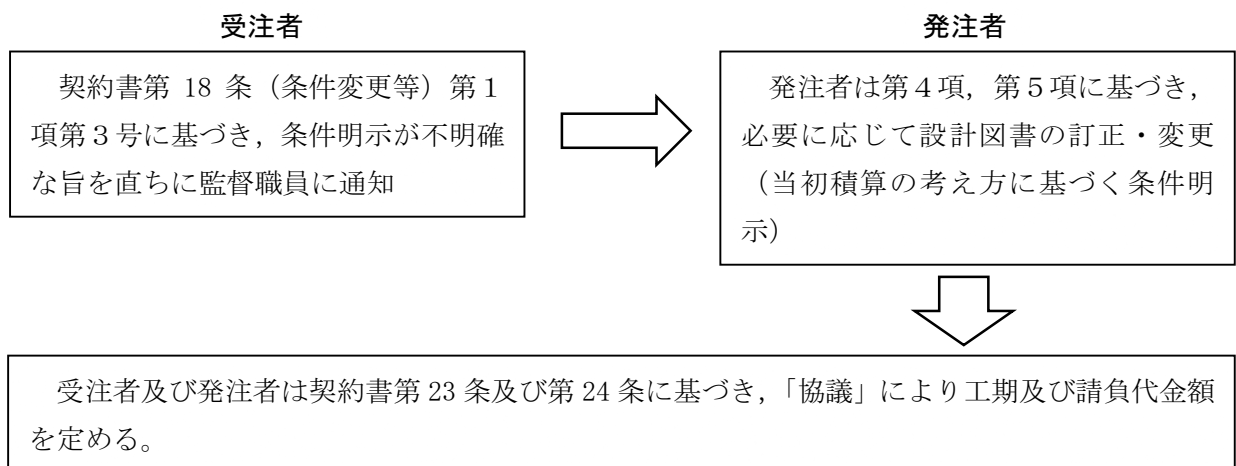 受注者
契約書第 18 条（条件変更等）第１
項第３号に基づき，条件明示が不明確
な旨を直ちに監督職員に通知
発注者
発注者は第４項，第５項に基づき，
必要に応じて設計図書の訂正・変更
（当初積算の考え方に基づく条件明
示）
受注者及び発注者は契約書第 23 条及び第 24 条に基づき，「協議」により工期及び請負代金額
を定める。